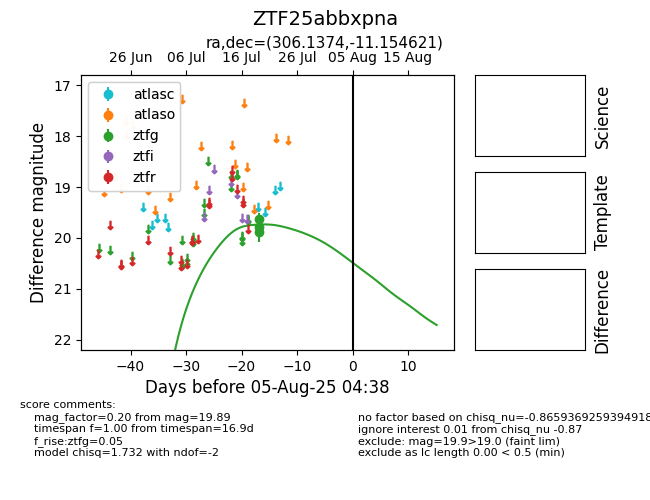 ZTF25abbxpna
ra,dec=(306.1374,-11.154621)
26 Jun 06 Jul 16 Jul 26 Jul 05 Aug 15 Aug
17
18
19
20
21
22
Difference magnitude
atlasc
atlaso
ztfg
ztfi
ztfr
−40 −30 −20 −10 0 10
Days before 05-Aug-25 04:38
Science
Template
Difference
score comments:
mag_factor=0.20 from mag=19.89
timespan f=1.00 from timespan=16.9d
f_rise:ztfg=0.05
model chisq=1.732 with ndof=-2
no factor based on chisq_nu=-0.8659369259394918
ignore interest 0.01 from chisq_nu -0.87
exclude: mag=19.9>19.0 (faint lim)
exclude as lc length 0.00 < 0.5 (min)